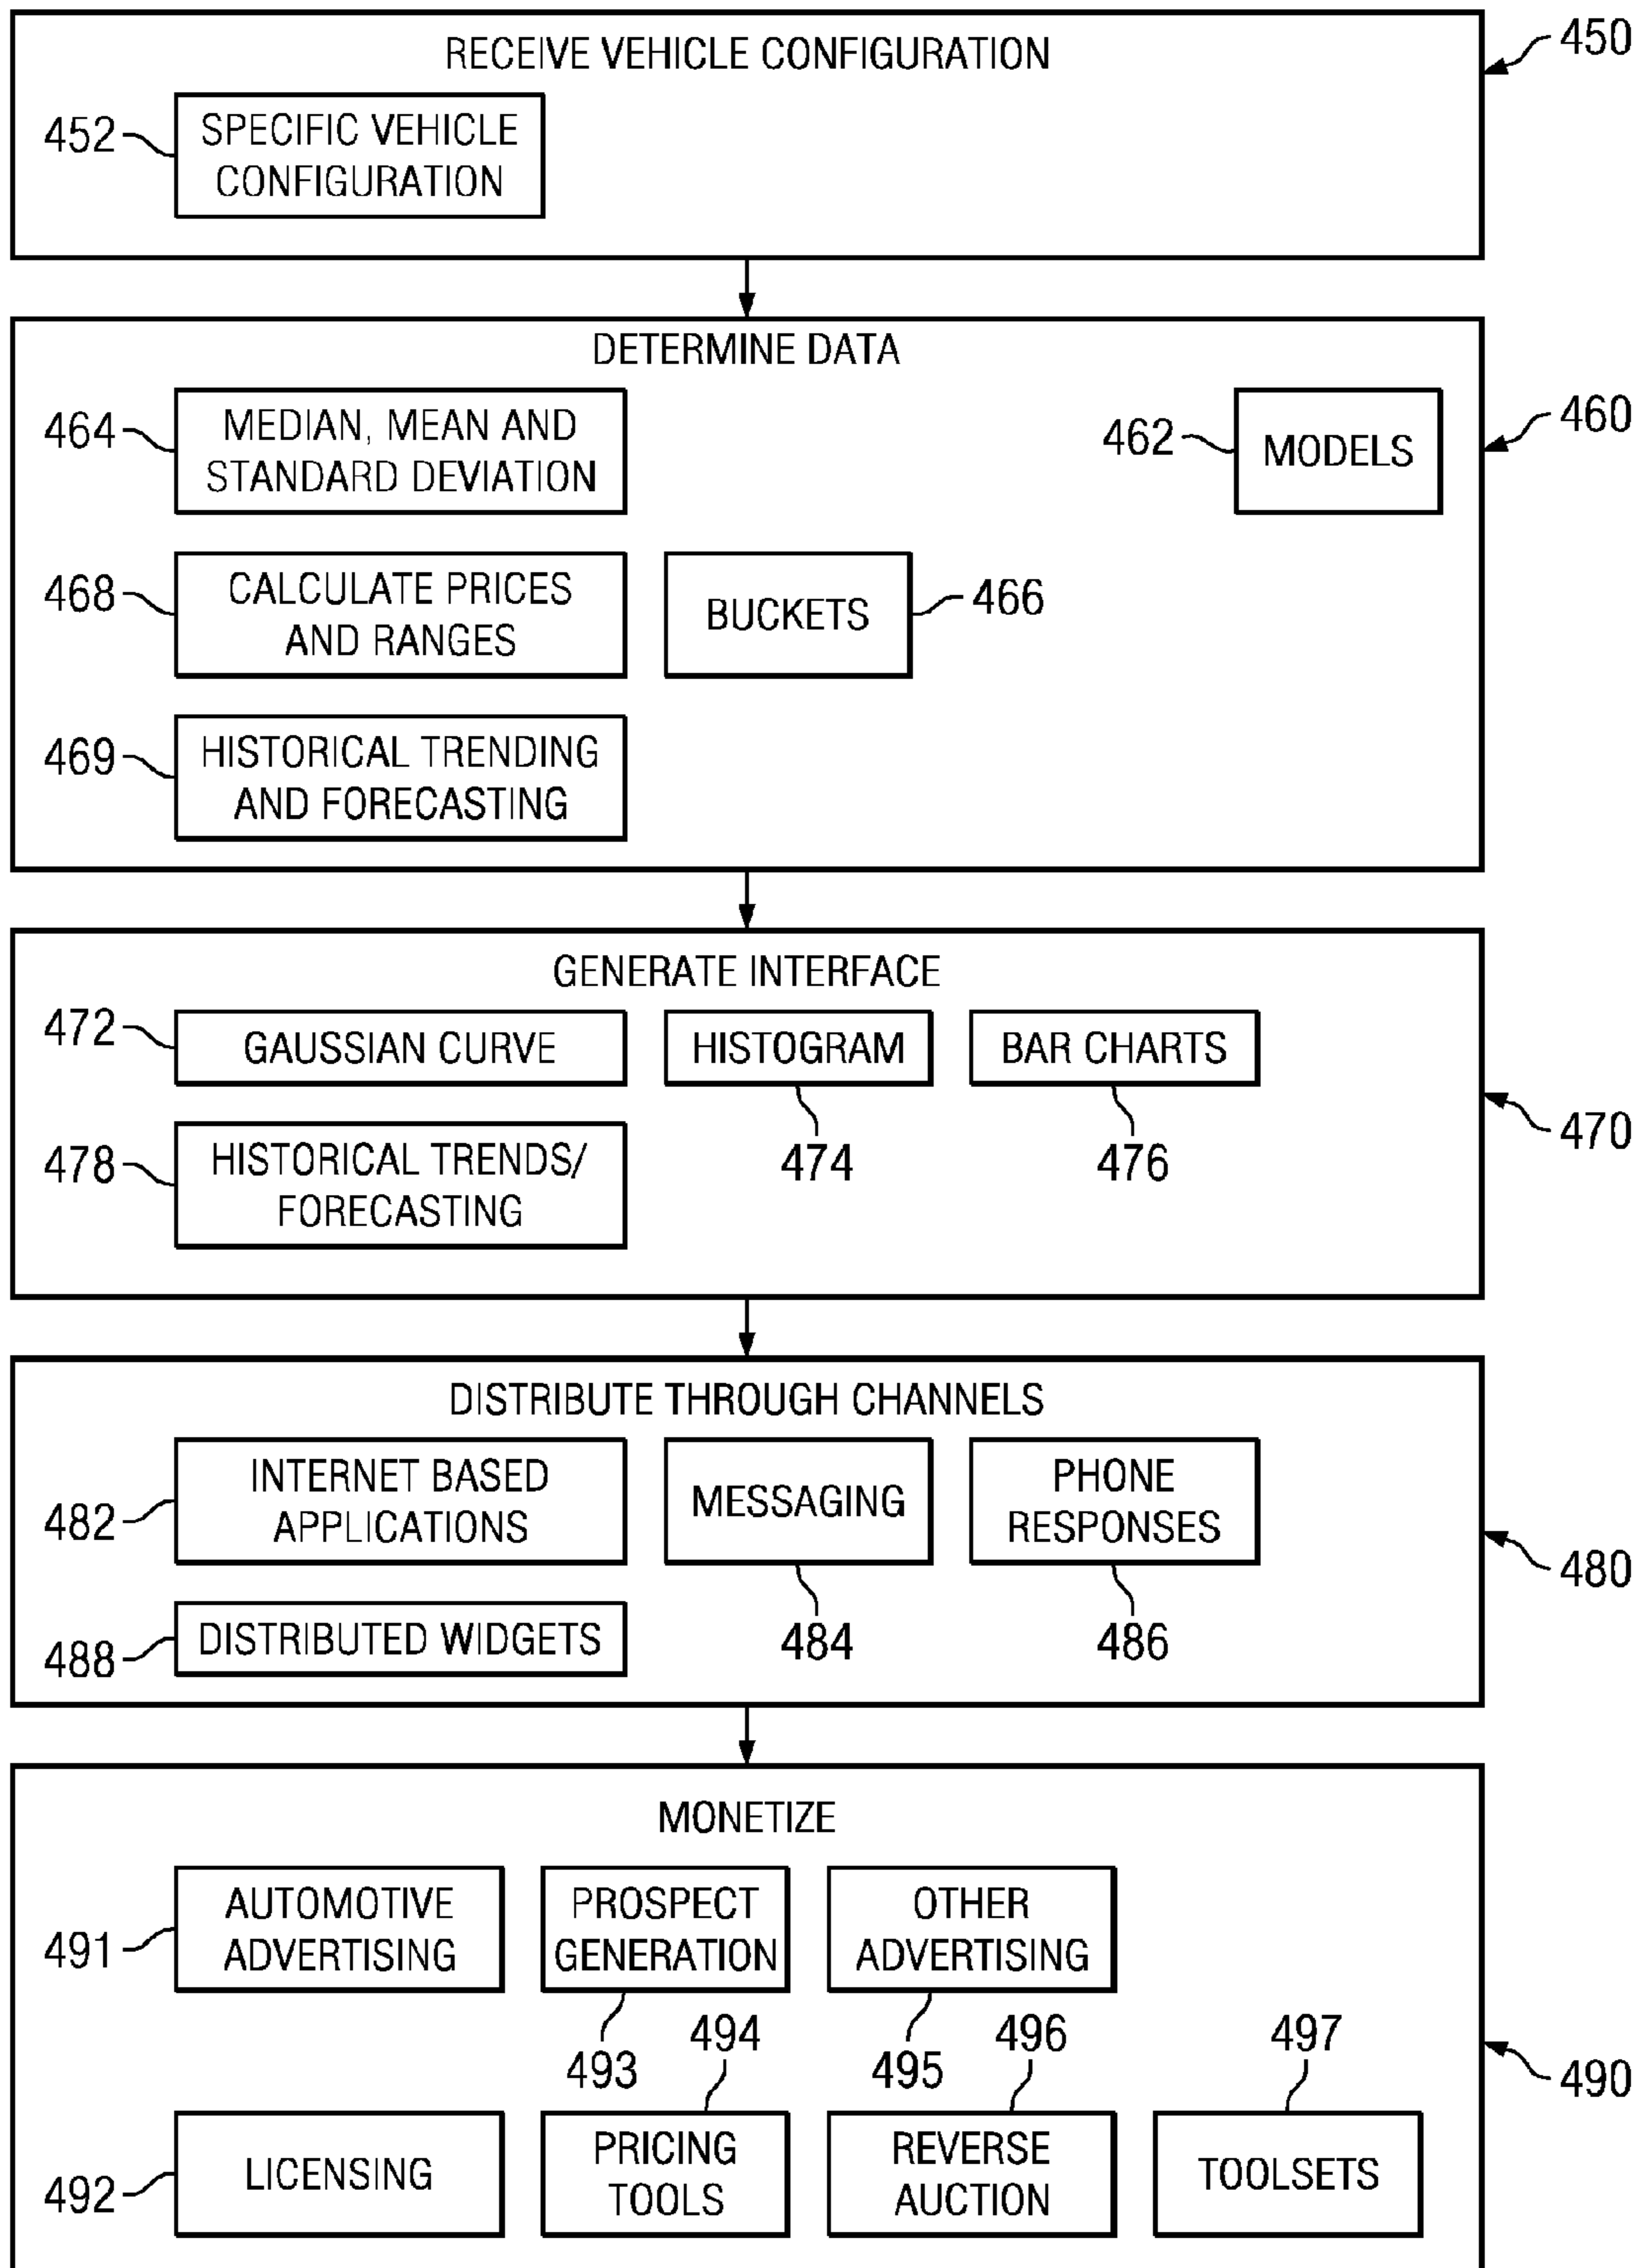 RECEIVE VEHICLE CONFIGURATION
450
452
SPECIFIC VEHICLE
CONFIGURATION
DETERMINE DATA
464
MEDIAN, MEAN AND
STANDARD DEVIATION
462
MODELS
460
468
CALCULATE PRICES
AND RANGES
BUCKETS
466
469
HISTORICAL TRENDING
AND FORECASTING
GENERATE INTERFACE
472
GAUSSIAN CURVE
HISTOGRAM
BAR CHARTS
474
476
470
478
HISTORICAL TRENDS/
FORECASTING
DISTRIBUTE THROUGH CHANNELS
482
INTERNET BASED
APPLICATIONS
MESSAGING
PHONE
RESPONSES
480
484
486
488
DISTRIBUTED WIDGETS
MONETIZE
491
AUTOMOTIVE
ADVERTISING
PROSPECT
GENERATION
OTHER
ADVERTISING
493
494
495
496
497
490
492
LICENSING
PRICING
TOOLS
REVERSE
AUCTION
TOOLSETS